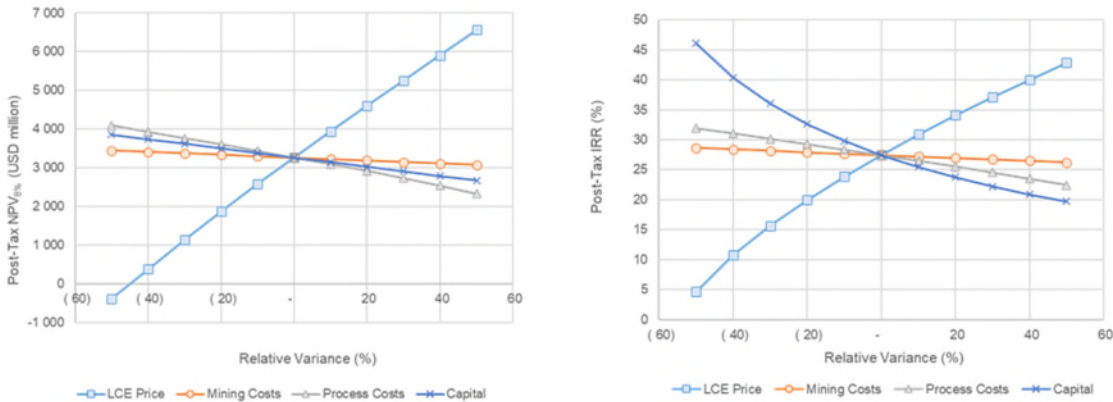 7 000
6 000
5 000
4 000
3 000
2 000
1 000
0
-1 000
Post-Tax NPV8% (USD million)
( 60) ( 40) ( 20) - 20 40 60
Relative Variance (%)
LCE Price Mining Costs Process Costs Capital
50
45
40
35
30
25
20
15
10
5
0
Post-Tax IRR (%)
( 60) ( 40) ( 20) - 20 40 60
Relative Variance (%)
LCE Price Mining Costs Process Costs Capital